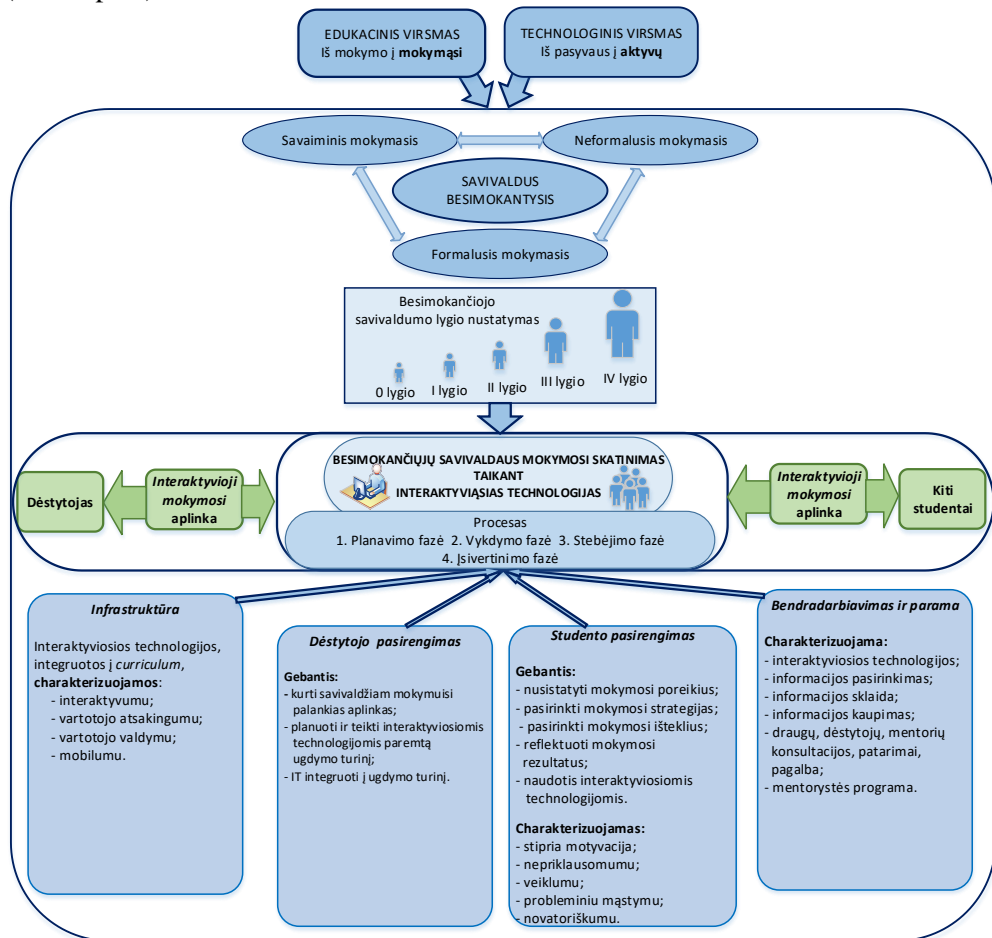 EDUKACINIS VIRSMAS
Iš mokymo į mokymąsi
TECHNOLOGINIS VIRSMAS
Iš pasyvaus į aktyvų
Savaiminis mokymasis
Neformalusis mokymasis
SAVIVALDUS
BESIMOKANTYSIS
Formalusis mokymasis
Besimokančiojo
savivaldumo lygio nustatymas
0 lygio
I lygio
II lygio
III lygio
IV lygio
Dėstytojas
Interaktyvioji
mokymosi
aplinka
BESIMOKANČIŲJŲ SAVIVALDAUS MOKYMOSI SKATINIMAS
TAIKANT
INTERAKTYVIĄSIAS TECHNOLOGIJAS
Procesas
1. Planavimo fazė 2. Vykdymo fazė 3. Stebėjimo fazė
4. Įsivertinimo fazė
Interaktyvioji
mokymosi
aplinka
Kiti
studentai
Infrastruktūra
Interaktyviosios technologijos,
integruotos į curriculum,
charakterizuojamos:
- interaktyvumu;
- vartotojo atsakingumu;
- vartotojo valdymu;
- mobilumu.
Dėstytojo pasirengimas
Gebantis:
- kurti savivaldžiam mokymuisi
palankias aplinkas;
- planuoti ir teikti interaktyviosiomis
technologijomis paremtą
ugdymo turinį;
- IT integruoti į ugdymo turinį.
Studento pasirengimas
Gebantis:
- nusistatyti mokymosi poreikius;
- pasirinkti mokymosi strategijas;
- pasirinkti mokymosi išteklius;
- reflektuoti mokymosi
rezultatus;
- naudotis interaktyviosiomis
technologijomis.
Charakterizuojamas:
- stipria motyvacija;
- nepriklausomumu;
- veiklumu;
- probleminiu mąstymu;
- novatoriškumu.
Bendradarbiavimas ir parama
Charakterizuojama:
- interaktyviosios technologijos;
- informacijos pasirinkimas;
- informacijos sklaida;
- informacijos kaupimas;
- draugų, dėstytojų, mentorių
konsultacijos, patarimai,
pagalba;
- mentorystės programa.